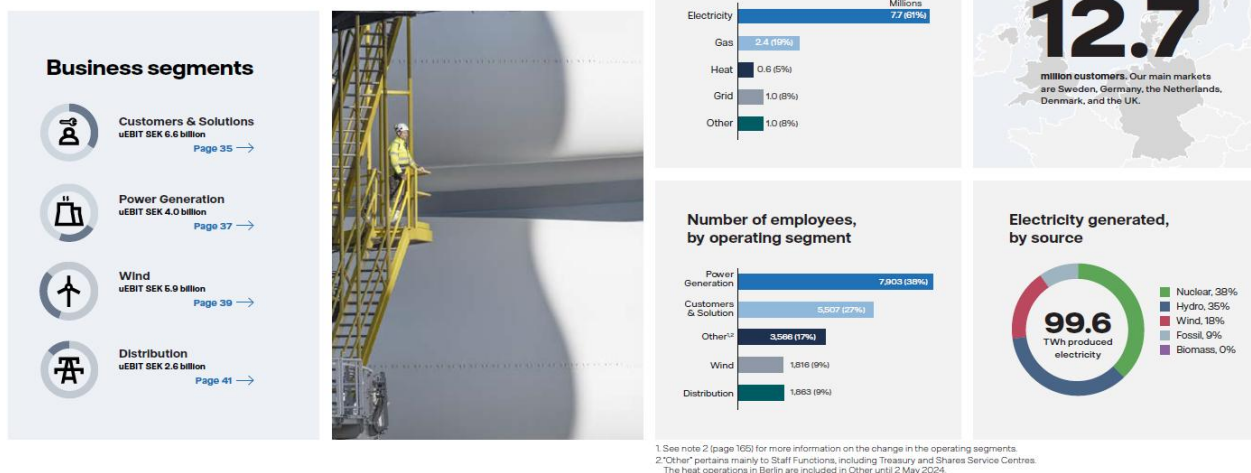 Business segments
Customers & Solutions
uEBIT SEK 6.6 billion
Page 35
Power Generation
uEBIT SEK 4.0 billion
Page 37
Wind
uEBIT SEK 5.9 billion
Page 39
Distribution
uEBIT SEK 2.6 billion
Page 41
Millions
Electricity 7.7 (61%)
Gas 2.4 (19%)
Heat 0.6 (5%)
Grid 1.0 (8%)
Other 1.0 (8%)
12.7
million customers. Our main markets
are Sweden, Germany, the Netherlands,
Denmark, and the UK.
Number of employees,
by operating segment
Power
Generation 7,903 (38%)
Customers
& Solution 5,507 (27%)
Other1,2 3,566 (17%)
Wind 1,816 (9%)
Distribution 1,863 (9%)
Electricity generated,
by source
99.6
TWh produced
electricity
Nuclear, 38%
Hydro, 35%
Wind, 18%
Fossil, 9%
Biomass, 0%
1. See note 2 (page 165) for more information on the change in the operating segments.
2."Other" pertains mainly to Staff Functions, including Treasury and Shares Service Centres.
The heat operations in Berlin are included in Other until 2 May 2024.